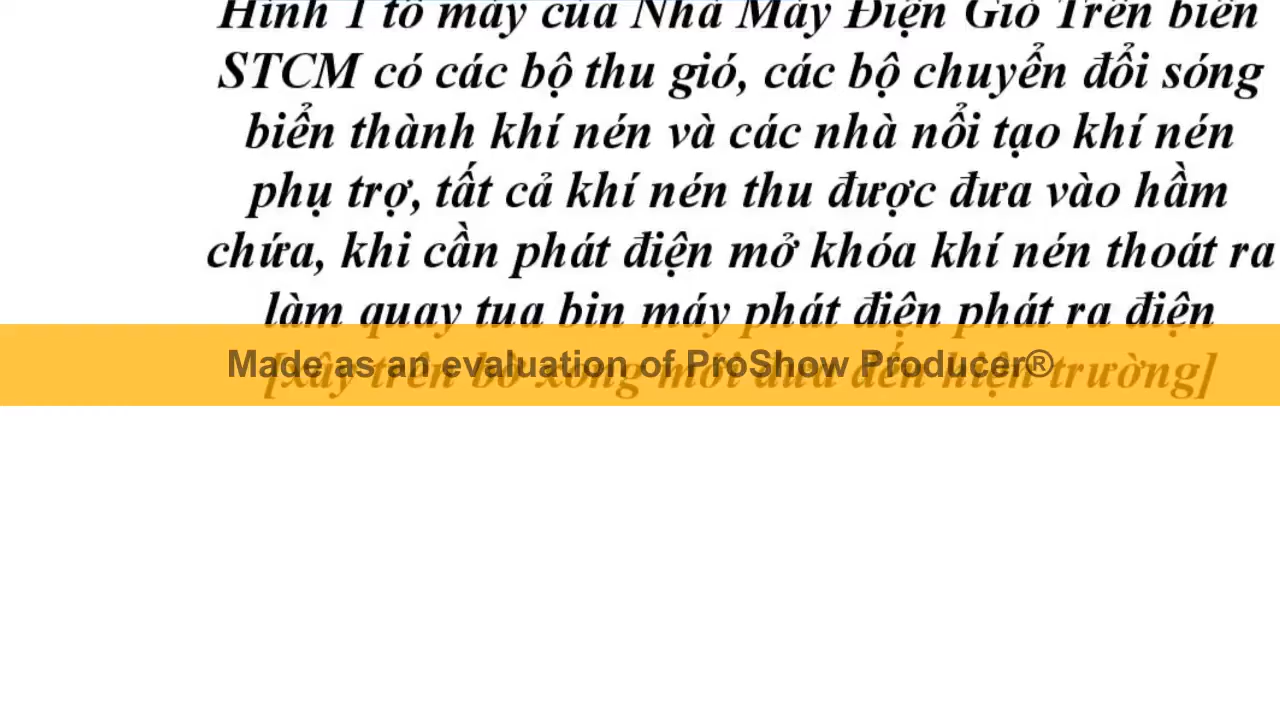 Hình 1 tổ máy của Nhà Máy Điện Gió Trên biển
STCM có các bộ thu gió, các bộ chuyển đổi sóng
biển thành khí nén và các nhà nổi tạo khí nén
phụ trợ, tất cả khí nén thu được đưa vào hầm
chứa, khi cần phát điện mở khóa khí nén thoát ra
làm quay tua bin máy phát điện phát ra điện
Made as an evaluation of ProShow Producer®
[xây trên bờ xong mới đưa đến hiện trường]